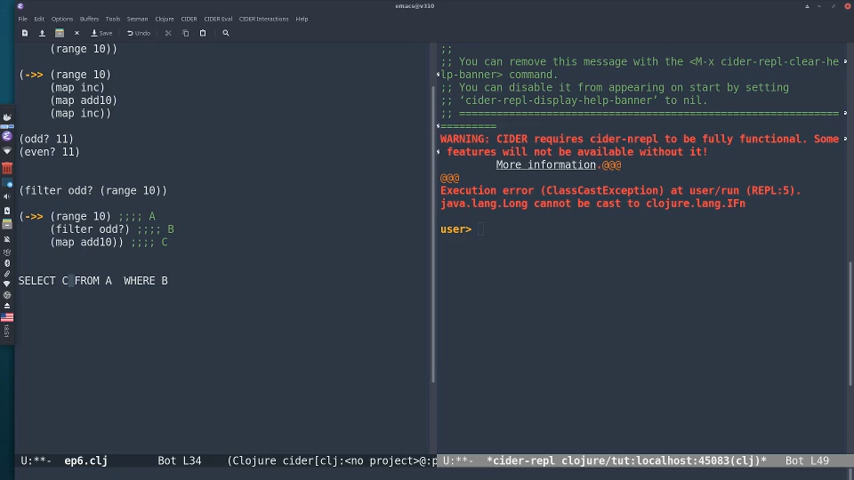 emacs@v330
File Edit Options Buffers Tools Sesman Clojure CIDER CIDER Eval CIDER Interactions Help
Save Undo
(range 10))
(->> (range 10)
(map inc)
(map add10)
(map inc))
(odd? 11)
(even? 11)
(filter odd? (range 10))
(->> (range 10) ;;;; A
(filter odd?) ;;;; B
(map add10)) ;;;; C
SELECT C FROM A  WHERE B
U:**-  ep6.clj  Bot L34  (Clojure cider[clj:<no project>@:p
;;
;; You can remove this message with the <M-x cider-repl-clear-he
lp-banner> command.
;; You can disable it from appearing on start by setting
;; ‘cider-repl-display-help-banner’ to nil.
;; ======================================================
=========
WARNING: CIDER requires cider-nrepl to be fully functional. Some
features will not be available without it!
More information.@@@
@@@
Execution error (ClassCastException) at user/run (REPL:5).
java.lang.Long cannot be cast to clojure.lang.IFn
user>
U:**-  *cider-repl clojure/tut:localhost:45083(clj)*  Bot L49